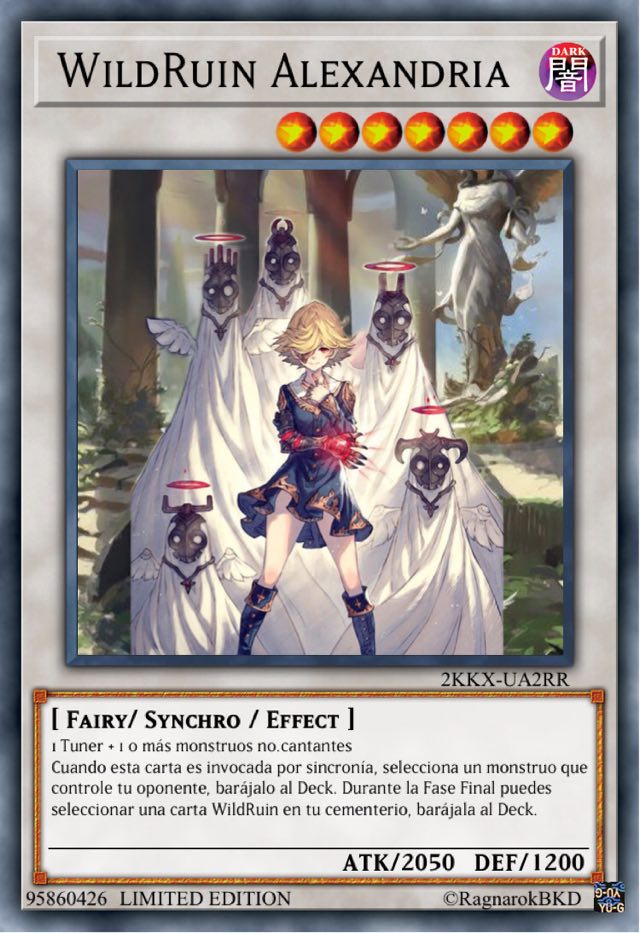 WildRuin Alexandria
DARK
闇
2KKX-UA2RR
[ Fairy/ Synchro / Effect ]
1 Tuner + 1 o más monstruos no.cantantes
Cuando esta carta es invocada por sincronía, selecciona un monstruo que
controle tu oponente, barájalo al Deck. Durante la Fase Final puedes
seleccionar una carta WildRuin en tu cementerio, barájala al Deck.
ATK/2050 DEF/1200
95860426 LIMITED EDITION ©RagnarokBKD
YU-G